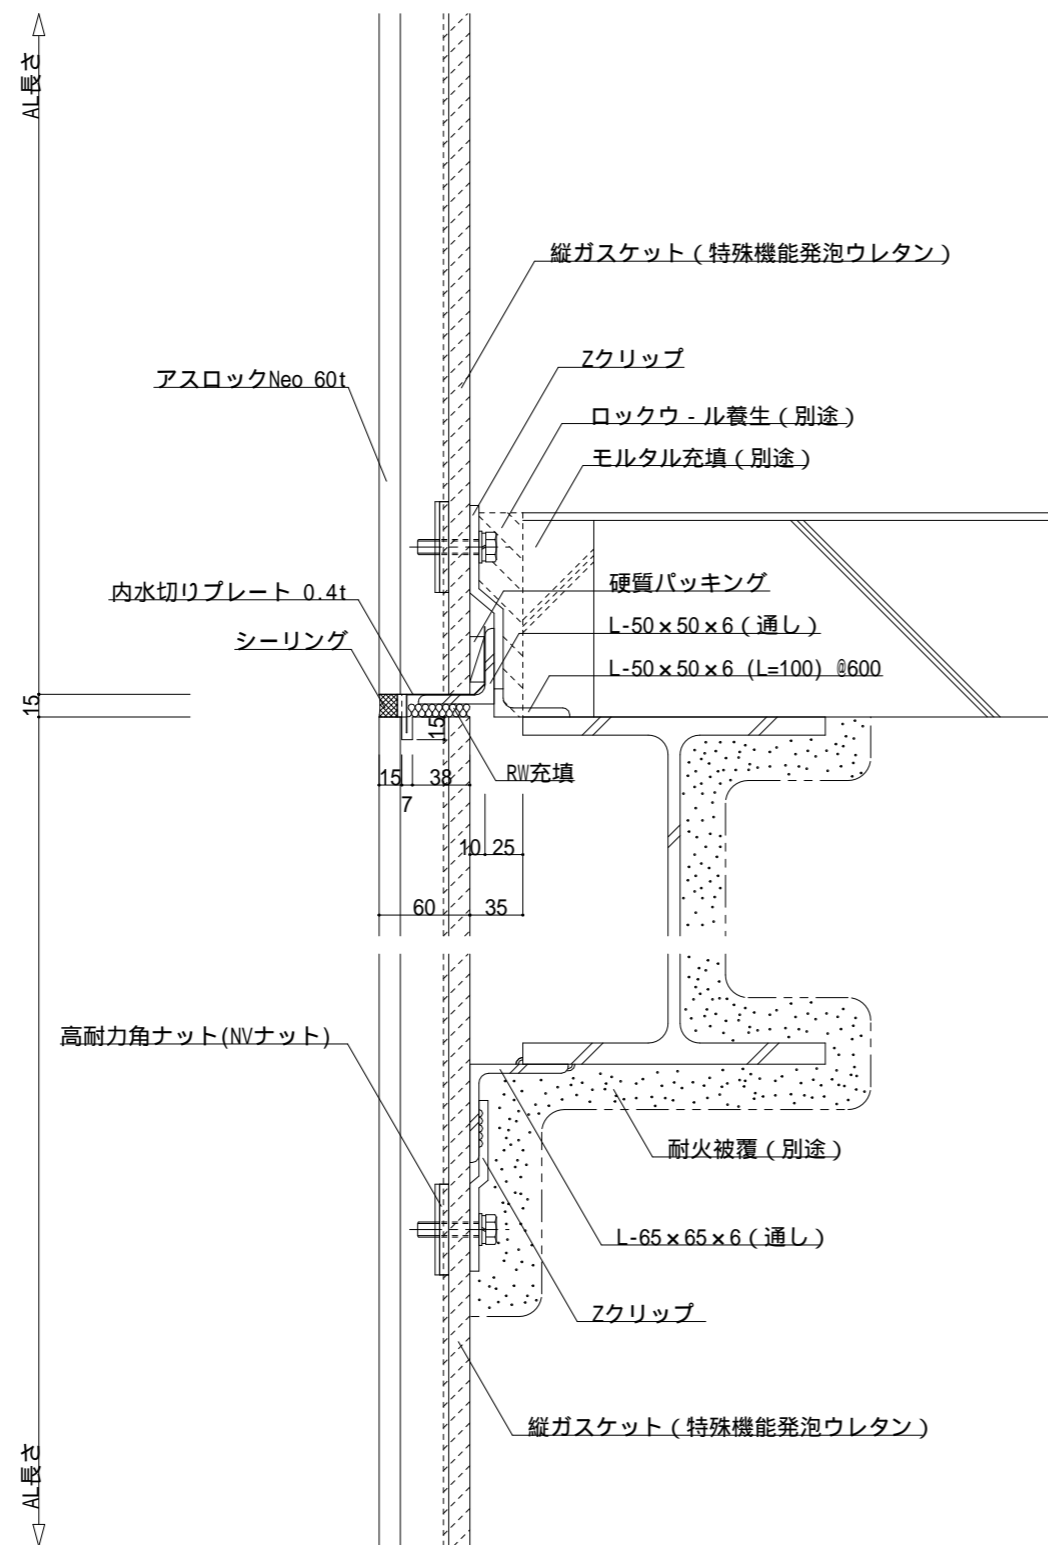 AL長さ
縦ガスケット（特殊機能発泡ウレタン）
Zクリップ
アスロックNeo 60t
ロックウ－ル養生（別途）
モルタル充填（別途）
硬質パッキング
内水切りプレート 0.4t
L-50×50×6（通し）
シーリング
L-50×50×6 (L=100) @600
15
15
RW充填
15
38
7
10
25
60
35
高耐力角ナット(NVナット)
耐火被覆（別途）
L-65×65×6（通し）
Zクリップ
縦ガスケット（特殊機能発泡ウレタン）
AL長さ